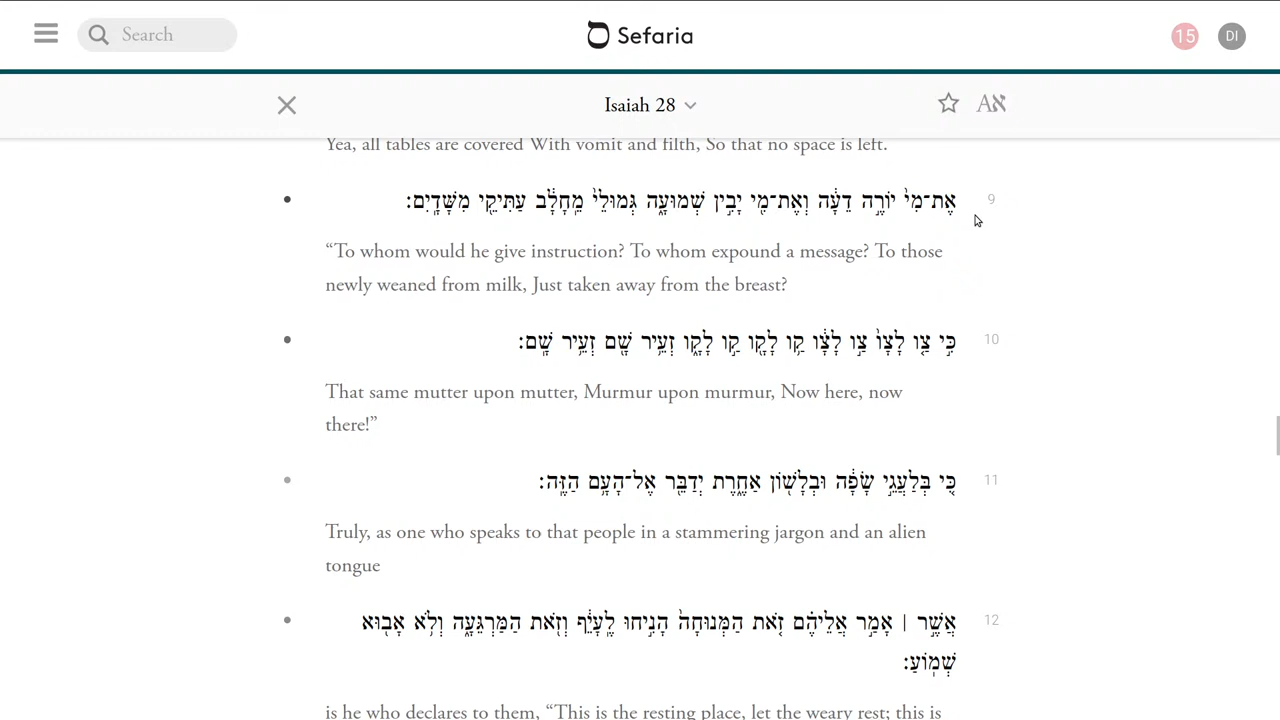 Search
Sefaria
15
DI
Isaiah 28
Yea, all tables are covered With vomit and filth, So that no space is left.
אֶת־מִי֙ יוֹרֶ֣ה דֵעָ֔ה וְאֶת־מִ֖י יָבִ֣ין שְׁמוּעָ֑ה גְּמוּלֵי֙ מֵֽחָלָ֔ב עַתִּיקֵ֖י מִשָּׁדָֽיִם׃
9
“To whom would he give instruction? To whom expound a message? To those
newly weaned from milk, Just taken away from the breast?
כִּ֣י צַ֤ו לָצָו֙ צַ֣ו לָצָ֔ו קַ֥ו לָקָ֖ו קַ֣ו לָקָ֑ו זְעֵ֥יר שָׁ֖ם זְעֵ֥יר שָֽׁם׃
10
That same mutter upon mutter, Murmur upon murmur, Now here, now
there!”
כִּ֚י בְּלַעֲגֵ֣י שָׂפָ֔ה וּבְלָשׁ֖וֹן אַחֶ֑רֶת יְדַבֵּ֖ר אֶל־הָעָ֥ם הַזֶּֽה׃
11
Truly, as one who speaks to that people in a stammering jargon and an alien
tongue
אֲשֶׁ֣ר ׀ אָמַ֣ר אֲלֵיהֶ֗ם זֹ֤את הַמְּנוּחָה֙ הָנִ֣יחוּ לֶֽעָיֵ֔ף וְזֹ֖את הַמַּרְגֵּעָ֑ה וְלֹ֥א אָב֖וּא
שְׁמֽוֹעַ׃
12
is he who declares to them, “This is the resting place, let the weary rest; this is